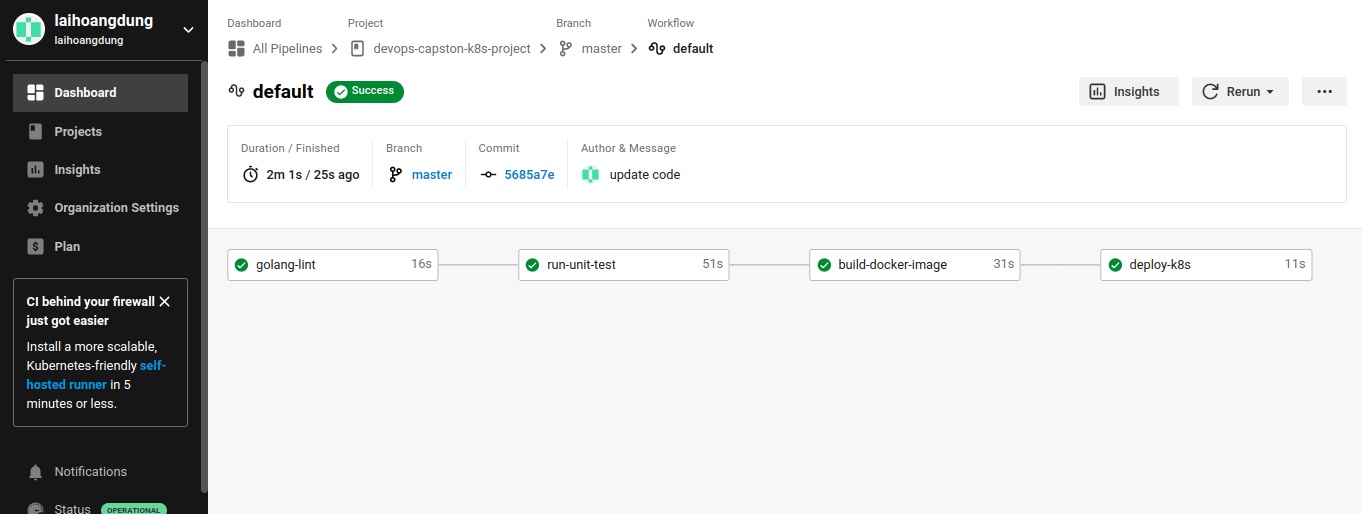 laihoangdung
laihoangdung
Dashboard
Projects
Insights
Organization Settings
Plan
CI behind your firewall
just got easier
Install a more scalable,
Kubernetes-friendly self-
hosted runner in 5
minutes or less.
Notifications
Status OPERATIONAL
Dashboard Project Branch Workflow
All Pipelines devops-capston-k8s-project master default
default Success Insights Rerun
Duration / Finished Branch Commit Author & Message
2m 1s / 25s ago master 5685a7e update code
golang-lint 16s run-unit-test 51s build-docker-image 31s deploy-k8s 11s